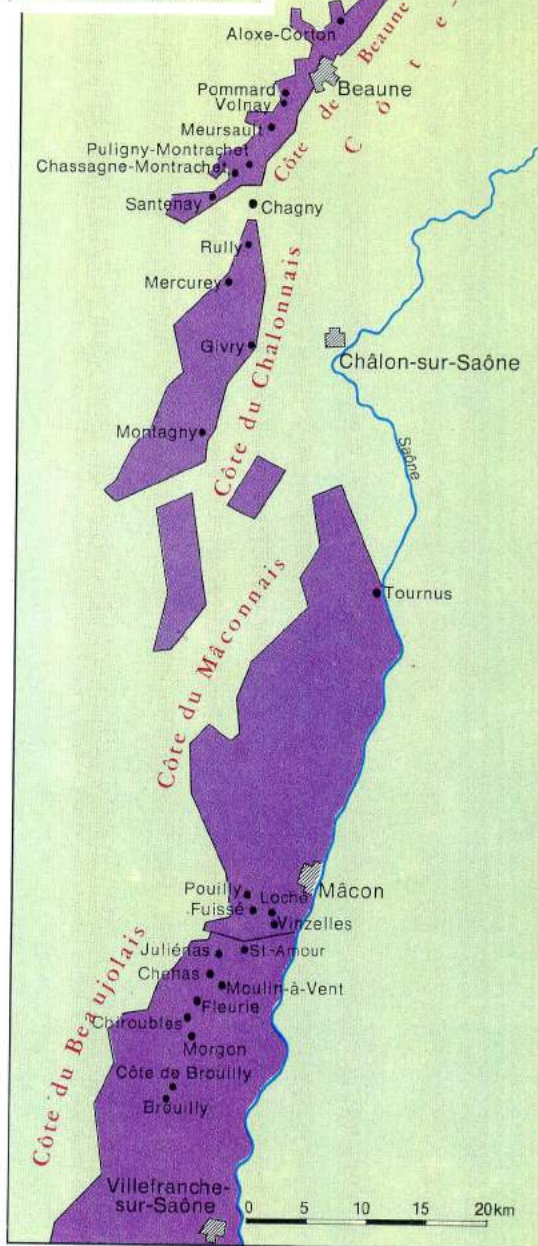 Aloxe-Corton
Beaune
Côte de Beaune
Côte-
Pommard
Volnay
Meursault
Puligny-Montrachet
Chassagne-Montrachet
Santenay
Chagny
Rully
Mercurey
Givry
Côte du Chalonnais
Châlon-sur-Saône
Montagny
Saône
Tournus
Côte du Mâconnais
Mâcon
Pouilly
Loché
Fuissé
Vinzelles
Juliénas
St-Amour
Chenas
Moulin-à-Vent
Fleurie
Chiroubles
Morgon
Côte du Beaujolais
Côte de Brouilly
Brouilly
Villefranche-
sur-Saône
0 5 10 15 20km